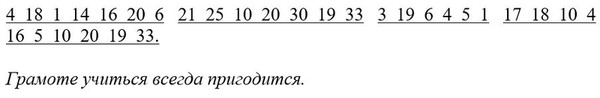 4 18 1 14 16 20 6 21 25 10 20 30 19 33 3 19 6 4 5 1 17 18 10 4
16 5 10 20 19 33.
Грамоте учиться всегда пригодится.